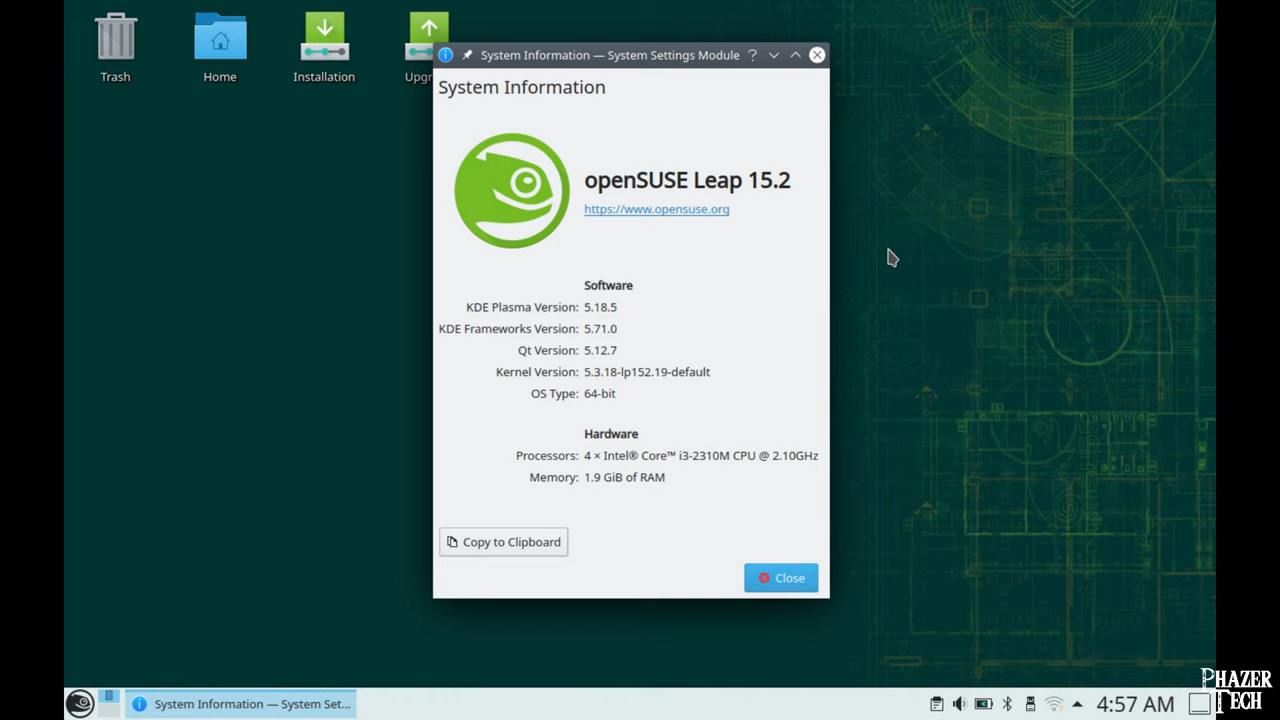 Trash
Home
Installation
Upgr
System Information — System Settings Module
System Information
openSUSE Leap 15.2
https://www.opensuse.org
Software
KDE Plasma Version: 5.18.5
KDE Frameworks Version: 5.71.0
Qt Version: 5.12.7
Kernel Version: 5.3.18-lp152.19-default
OS Type: 64-bit
Hardware
Processors: 4 × Intel® Core™ i3-2310M CPU @ 2.10GHz
Memory: 1.9 GiB of RAM
Copy to Clipboard
Close
System Information — System Set...
4:57 AM
PHAZER
TECH